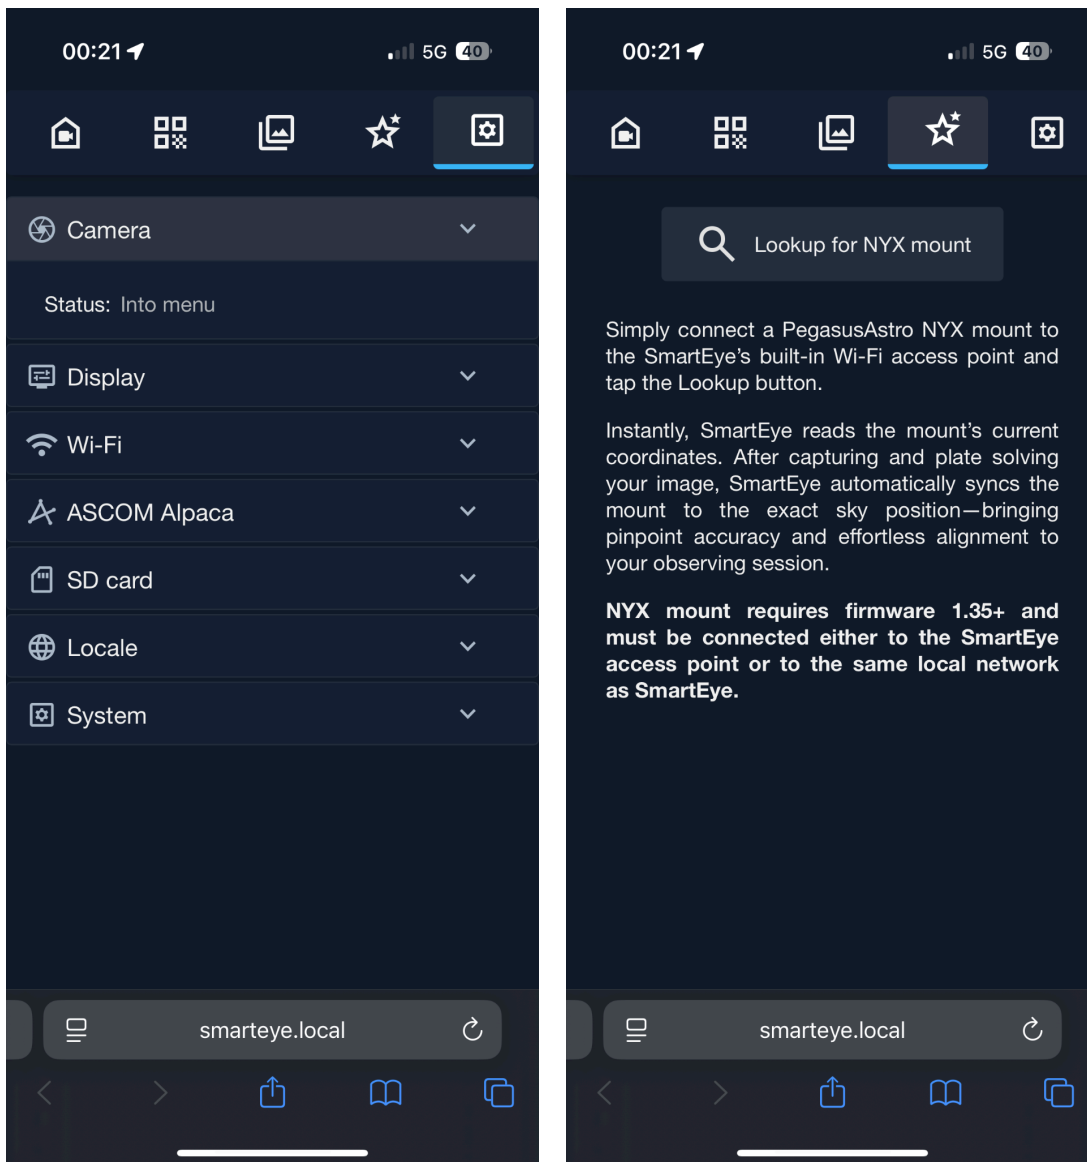 00:21
5G 40
Camera
Status: Into menu
Display
Wi-Fi
ASCOM Alpaca
SD card
Locale
System
smarteye.local
00:21
5G 40
Lookup for NYX mount
Simply connect a PegasusAstro NYX mount to
the SmartEye’s built-in Wi-Fi access point and
tap the Lookup button.
Instantly, SmartEye reads the mount’s current
coordinates. After capturing and plate solving
your image, SmartEye automatically syncs the
mount to the exact sky position—bringing
pinpoint accuracy and effortless alignment to
your observing session.
NYX mount requires firmware 1.35+ and
must be connected either to the SmartEye
access point or to the same local network
as SmartEye.
smarteye.local